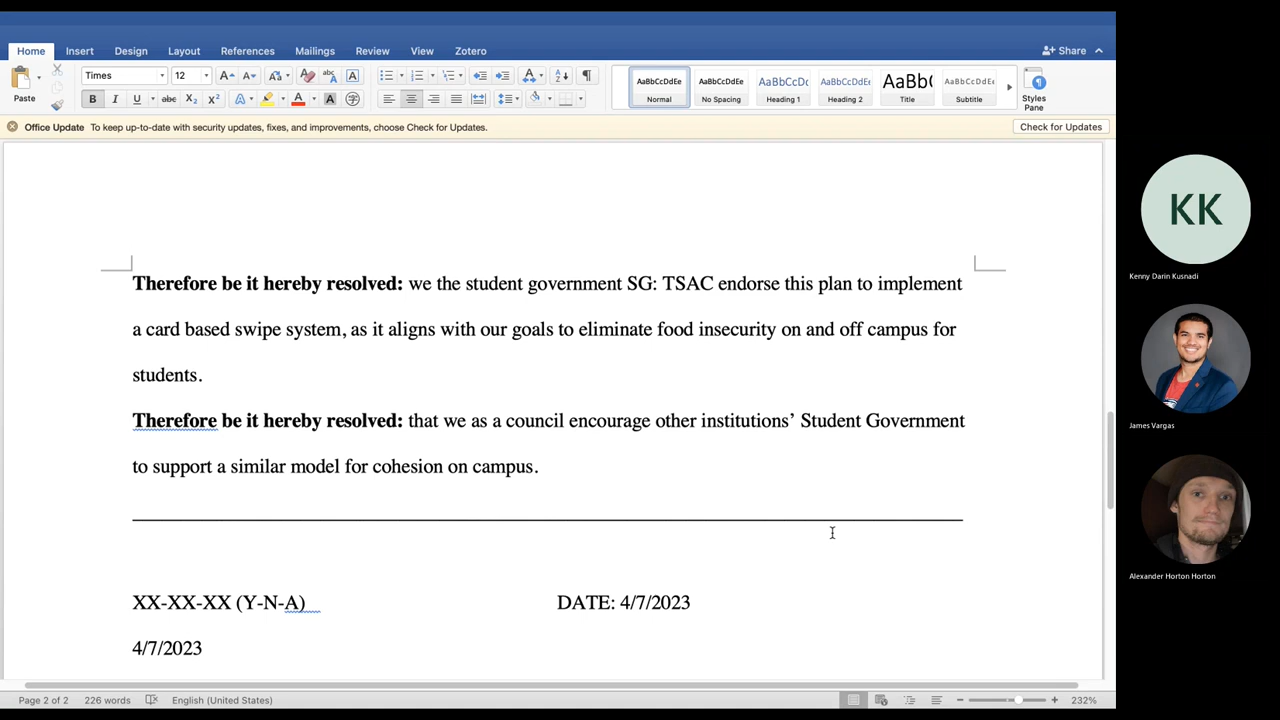 Home Insert Design Layout References Mailings Review View Zotero Share
Times 12 A A Aa abc A AaBbCcDdEe AaBbCcDdEe AaBbCcDc AaBbCcDdEe AaBb( AaBbCcDdEe
Paste B I U abc X₂ X² A A A Normal No Spacing Heading 1 Heading 2 Title Subtitle Styles Pane
Office Update To keep up-to-date with security updates, fixes, and improvements, choose Check for Updates. Check for Updates
Therefore be it hereby resolved: we the student government SG: TSAC endorse this plan to implement
a card based swipe system, as it aligns with our goals to eliminate food insecurity on and off campus for
students.
Therefore be it hereby resolved: that we as a council encourage other institutions’ Student Government
to support a similar model for cohesion on campus.
XX-XX-XX (Y-N-A) DATE: 4/7/2023
4/7/2023
Page 2 of 2 226 words English (United States) 232%
KK
Kenny Darin Kusnadi
James Vargas
Alexander Horton Horton